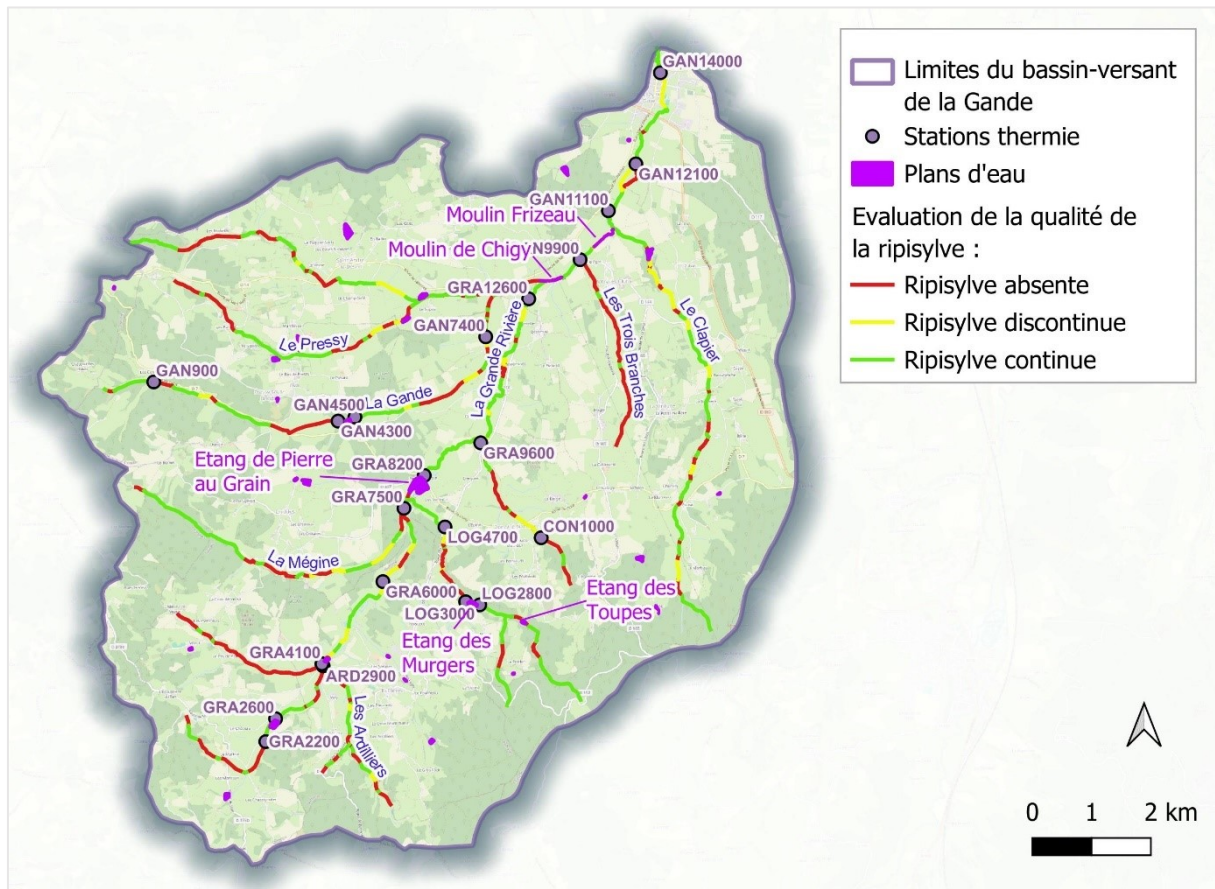 GAN14000
GAN12100
GAN11100
Moulin Frizeau
Moulin de Chigy
N9900
GRA12600
GAN7400
La Grande Rivière
Les Trois Branches
Le Clapier
Le Pressy
GAN900
GAN4500
La Gande
GAN4300
GRA9600
GRA8200
Etang de Pierre
au Grain
GRA7500
CON1000
LOG4700
La Mégine
GRA6000
LOG2800
LOG3000
Etang des
Toupes
Etang des
Murgers
GRA4100
ARD2900
GRA2600
GRA2200
Les Ardilliers
Limites du bassin-versant
de la Gande
Stations thermie
Plans d'eau
Evaluation de la qualité de
la ripisylve :
Ripisylve absente
Ripisylve discontinue
Ripisylve continue
0 1 2 km